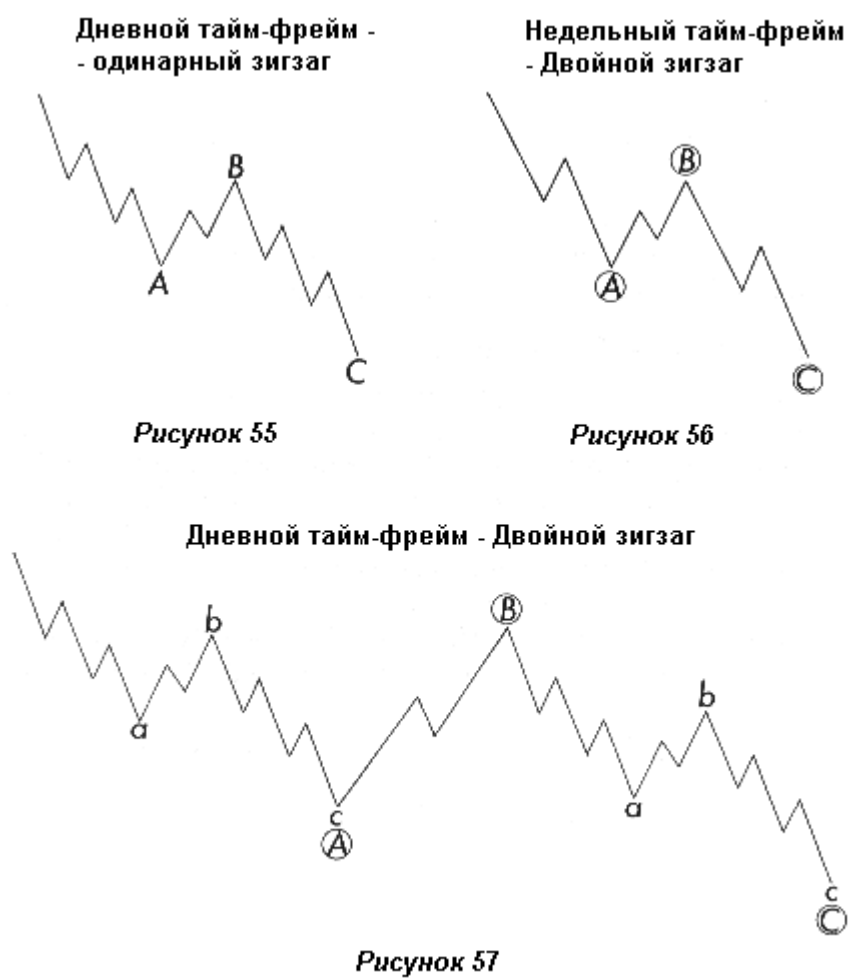 Дневной тайм-фрейм -
- одинарный зигзаг
Недельный тайм-фрейм
- Двойной зигзаг
B
A
C
B
A
C
Рисунок 55
Рисунок 56
Дневной тайм-фрейм - Двойной зигзаг
b
B
b
a
a
c
A
c
C
Рисунок 57